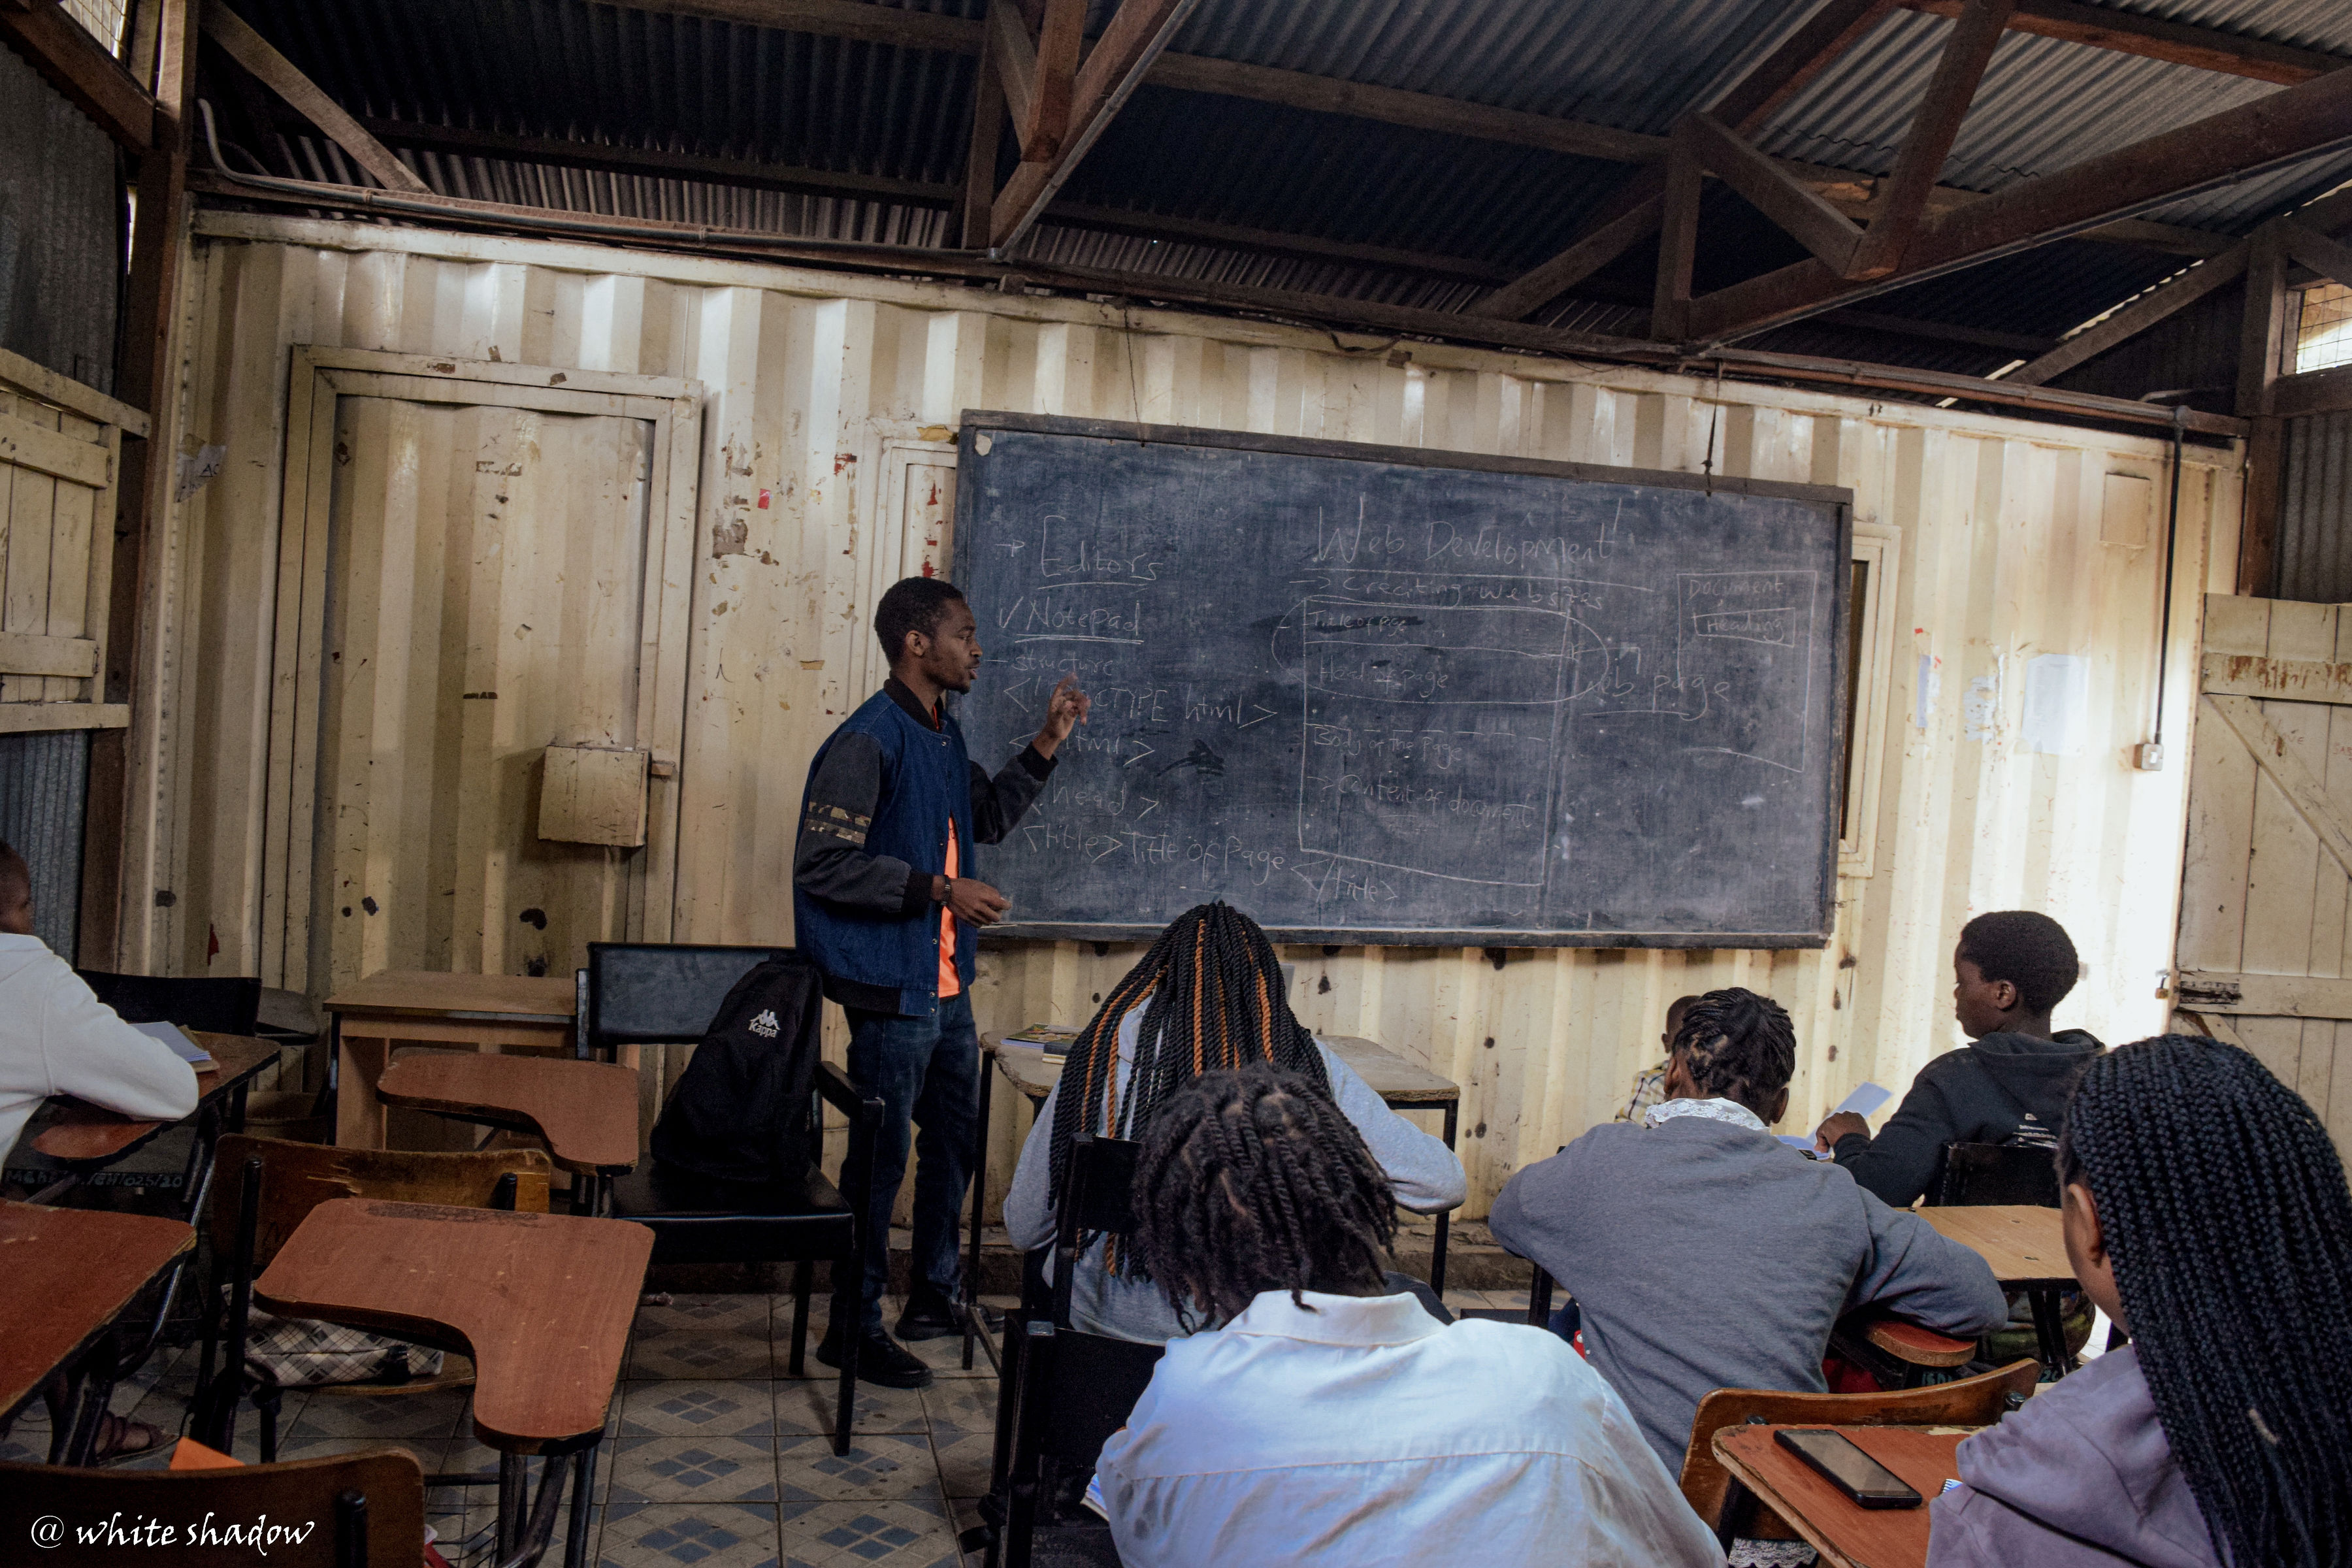 → Editors
✓ Notepad
- structure
<!DOCTYPE html>
<html>
<head>
<title> Title of Page </title>
Web Development
→ Creating websites
Title of page
Head of page
Body of the page
> Content of document
Document
Heading
web page
Kappa
@ white shadow